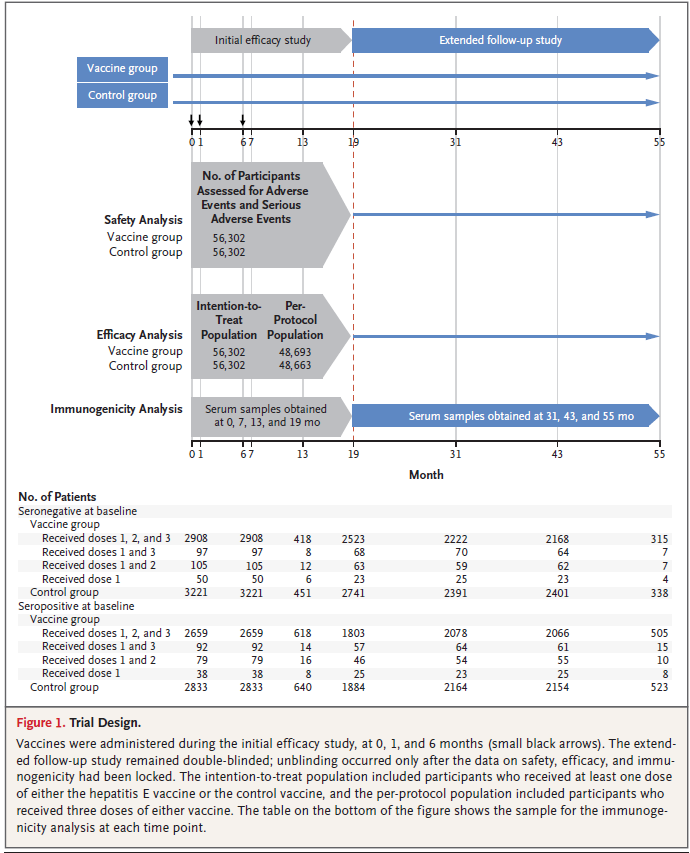 Initial efficacy study Extended follow-up study
Vaccine group
Control group
0 1 6 7 13 19 31 43 55
No. of Participants
Assessed for Adverse
Events and Serious
Adverse Events
Safety Analysis
Vaccine group 56,302
Control group 56,302
Intention-to- Per-
Treat Protocol
Efficacy Analysis Population Population
Vaccine group 56,302 48,693
Control group 56,302 48,663
Immunogenicity Analysis Serum samples obtained
at 0, 7, 13, and 19 mo
Serum samples obtained at 31, 43, and 55 mo
0 1 6 7 13 19 31 43 55
Month
No. of Patients
Seronegative at baseline
Vaccine group
Received doses 1, 2, and 3 2908 2908 418 2523 2222 2168 315
Received doses 1 and 3 97 97 8 68 70 64 7
Received doses 1 and 2 105 105 12 63 59 62 7
Received dose 1 50 50 6 23 25 23 4
Control group 3221 3221 451 2741 2391 2401 338
Seropositive at baseline
Vaccine group
Received doses 1, 2, and 3 2659 2659 618 1803 2078 2066 505
Received doses 1 and 3 92 92 14 57 64 61 15
Received doses 1 and 2 79 79 16 46 54 55 10
Received dose 1 38 38 8 25 23 25 8
Control group 2833 2833 640 1884 2164 2154 523
Figure 1. Trial Design.
Vaccines were administered during the initial efficacy study, at 0, 1, and 6 months (small black arrows). The extend-
ed follow-up study remained double-blinded; unblinding occurred only after the data on safety, efficacy, and immu-
nogenicity had been locked. The intention-to-treat population included participants who received at least one dose
of either the hepatitis E vaccine or the control vaccine, and the per-protocol population included participants who
received three doses of either vaccine. The table on the bottom of the figure shows the sample for the immunoge-
nicity analysis at each time point.